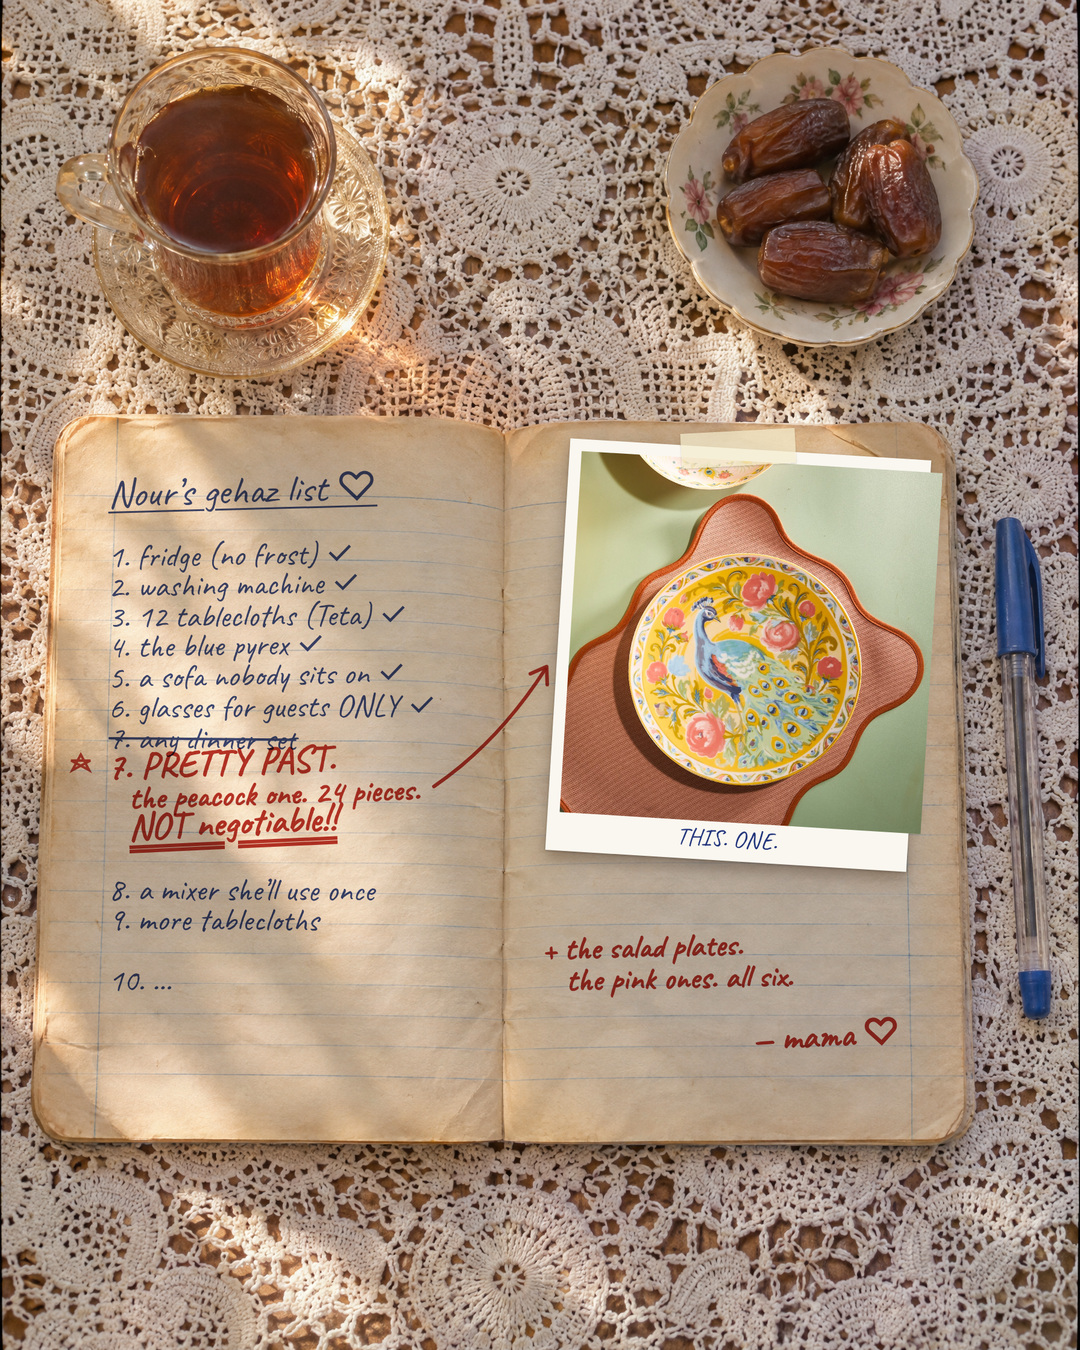 Nour's gehaz list ♡
1. fridge (no frost) ✓
2. washing machine ✓
3. 12 tablecloths (Teta) ✓
4. the blue pyrex ✓
5. a sofa nobody sits on ✓
6. glasses for guests ONLY ✓
7. any dinner set
7. PRETTY PAST.
the peacock one. 24 pieces.
NOT negotiable!!
8. a mixer she'll use once
9. more tablecloths
10. ...
THIS. ONE.
+ the salad plates.
the pink ones. all six.
– mama ♡